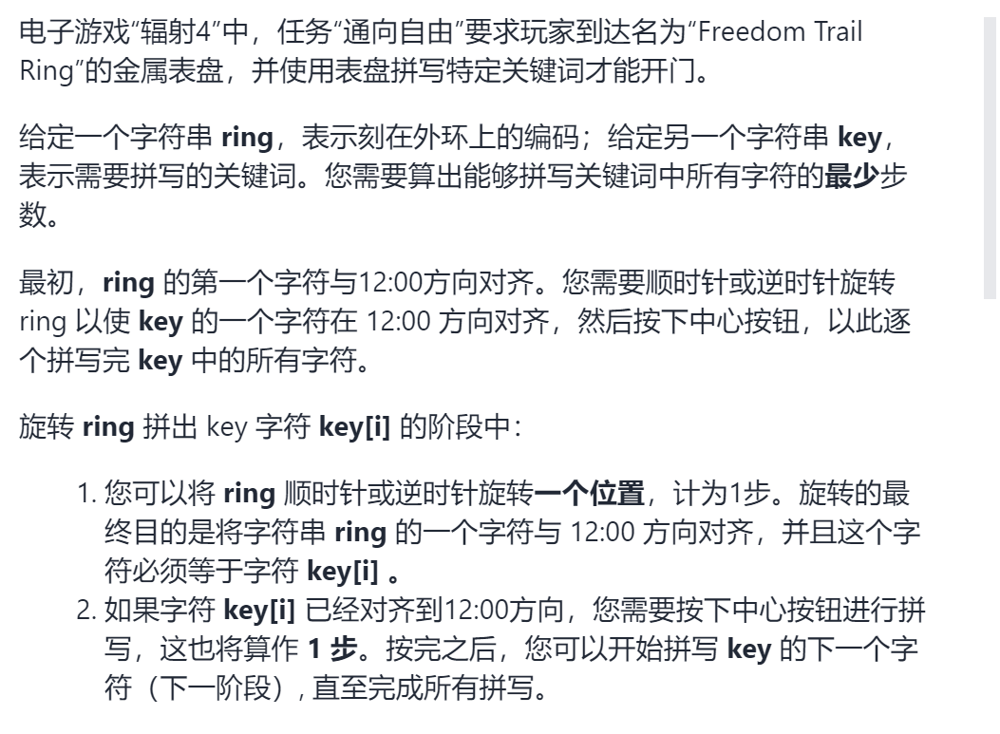 电子游戏“辐射4”中，任务“通向自由”要求玩家到达名为“Freedom Trail
Ring”的金属表盘，并使用表盘拼写特定关键词才能开门。
给定一个字符串 ring，表示刻在外环上的编码；给定另一个字符串 key，
表示需要拼写的关键词。您需要算出能够拼写关键词中所有字符的最少步
数。
最初，ring 的第一个字符与12:00方向对齐。您需要顺时针或逆时针旋转
ring 以使 key 的一个字符在 12:00 方向对齐，然后按下中心按钮，以此逐
个拼写完 key 中的所有字符。
旋转 ring 拼出 key 字符 key[i] 的阶段中：
1. 您可以将 ring 顺时针或逆时针旋转一个位置，计为1步。旋转的最
终目的是将字符串 ring 的一个字符与 12:00 方向对齐，并且这个字
符必须等于字符 key[i] 。
2. 如果字符 key[i] 已经对齐到12:00方向，您需要按下中心按钮进行拼
写，这也将算作 1 步。按完之后，您可以开始拼写 key 的下一个字
符（下一阶段）, 直至完成所有拼写。